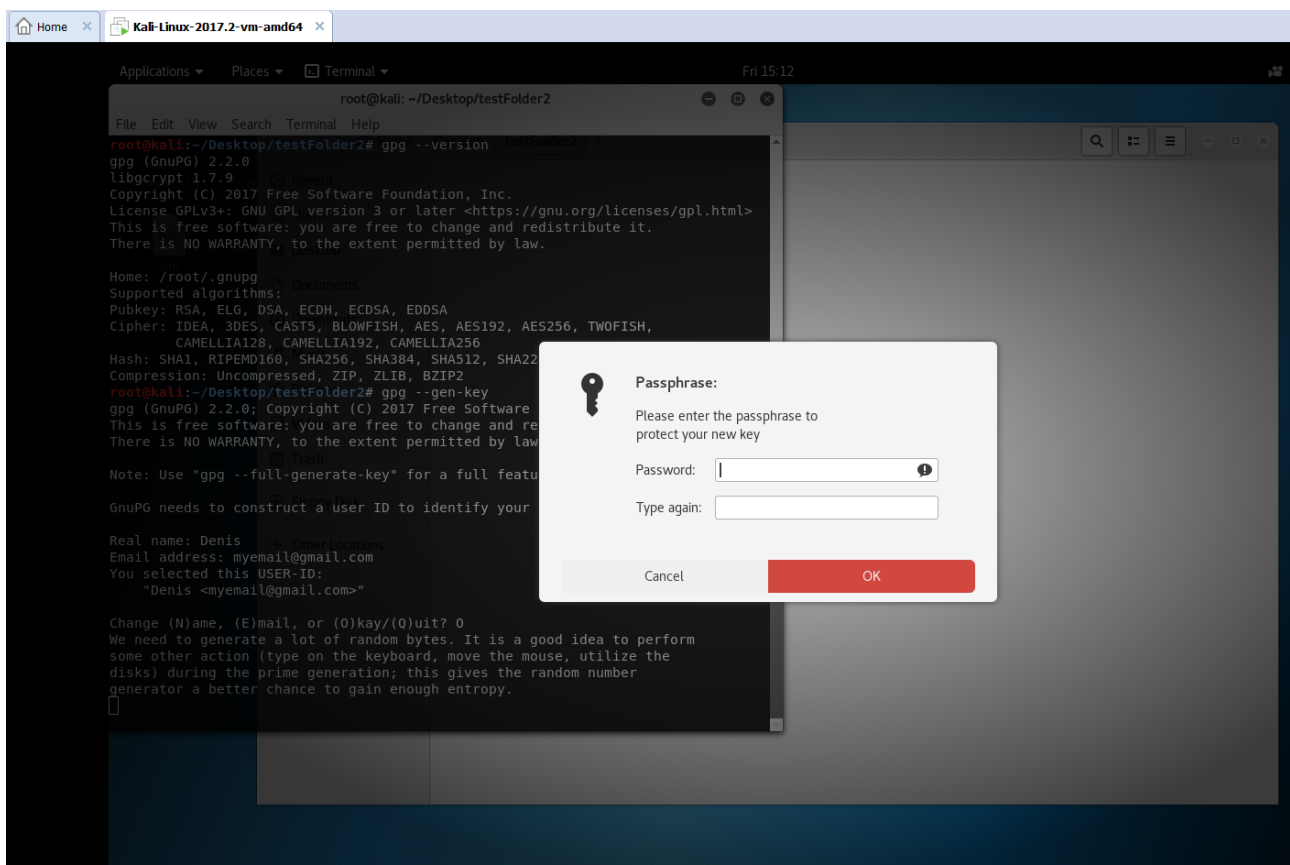 Home ×
Kali-Linux-2017.2-vm-amd64 ×
Applications Places Terminal Fri 15:12
root@kali: ~/Desktop/testFolder2
File Edit View Search Terminal Help
root@kali:~/Desktop/testFolder2# gpg --version
testFolder2
gpg (GnuPG) 2.2.0
libgcrypt 1.7.9
Recent
Copyright (C) 2017 Free Software Foundation, Inc.
License GPLv3+: GNU GPL version 3 or later <https://gnu.org/licenses/gpl.html>
This is free software: you are free to change and redistribute it.
There is NO WARRANTY, to the extent permitted by law.
Desktop
Home: /root/.gnupg
Documents
Supported algorithms:
Pubkey: RSA, ELG, DSA, ECDH, ECDSA, EDDSA
Cipher: IDEA, 3DES, CAST5, BLOWFISH, AES, AES192, AES256, TWOFISH,
CAMELLIA128, CAMELLIA192, CAMELLIA256
Hash: SHA1, RIPEMD160, SHA256, SHA384, SHA512, SHA22
Compression: Uncompressed, ZIP, ZLIB, BZIP2
root@kali:~/Desktop/testFolder2# gpg --gen-key
gpg (GnuPG) 2.2.0; Copyright (C) 2017 Free Software
This is free software: you are free to change and re
There is NO WARRANTY, to the extent permitted by law
Trash
Note: Use "gpg --full-generate-key" for a full featu
Floppy Disk
GnuPG needs to construct a user ID to identify your
Real name: Denis
Other Locations
Email address: myemail@gmail.com
You selected this USER-ID:
"Denis <myemail@gmail.com>"
Change (N)ame, (E)mail, or (O)kay/(Q)uit? O
We need to generate a lot of random bytes. It is a good idea to perform
some other action (type on the keyboard, move the mouse, utilize the
disks) during the prime generation; this gives the random number
generator a better chance to gain enough entropy.
Passphrase:
Please enter the passphrase to
protect your new key
Password:
Type again:
Cancel OK